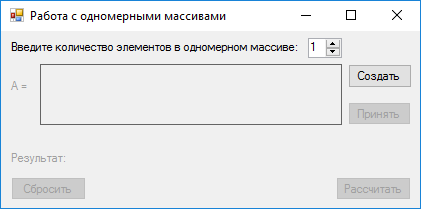 Работа с одномерными массивами
Введите количество элементов в одномерном массиве: 1
A =
Создать
Принять
Результат:
Сбросить
Рассчитать